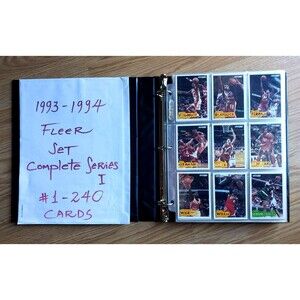 1993-1994
FLEER
SET
COMPLETE SERIES
I
#1-240
CARDS